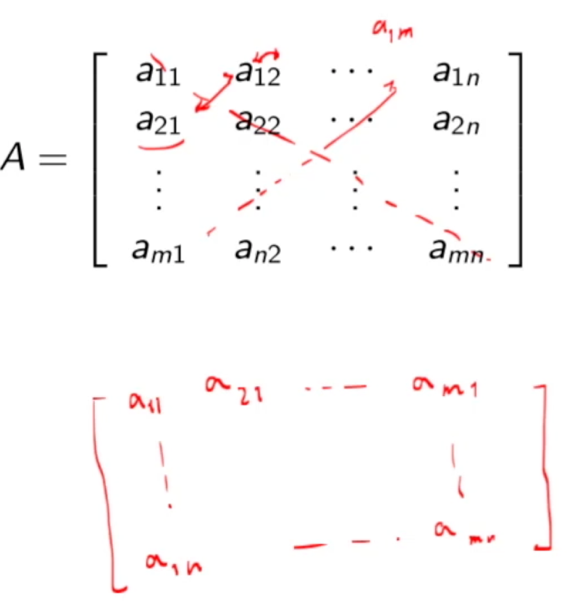 a₁ₘ
a₁₁ a₁₂ ⋯ a₁ₙ
a₂₁ a₂₂ ⋯ a₂ₙ
A = ⋮ ⋮ ⋮ ⋮
aₘ₁ aₙ₂ ⋯ aₘₙ
a₁₁ a₂₁ ---- aₘ₁
a₁ₙ --- aₘₙ